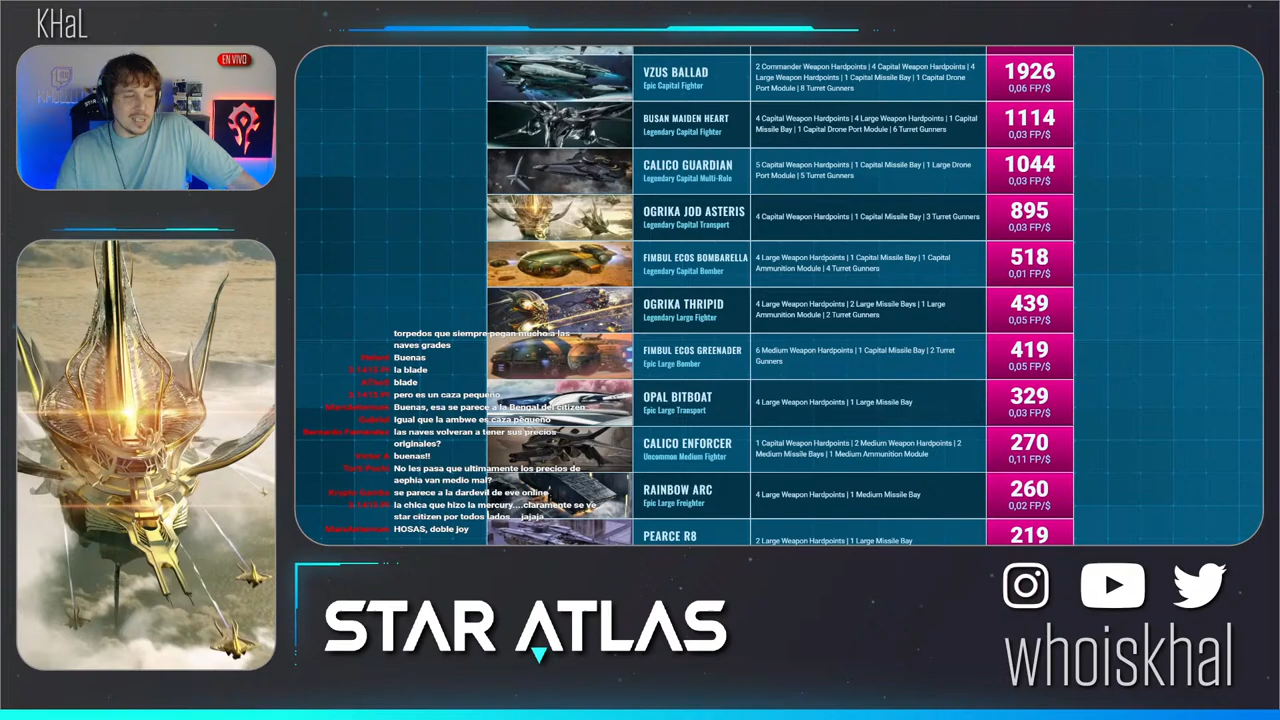 KHaL
EN VIVO
VZUS BALLAD
Epic Capital Fighter
2 Commander Weapon Hardpoints | 4 Capital Weapon Hardpoints | 4
Large Weapon Hardpoints | 1 Capital Missile Bay | 1 Capital Drone
Port Module | 8 Turret Gunners
1926
0,06 FP/$
BUSAN MAIDEN HEART
Legendary Capital Fighter
4 Capital Weapon Hardpoints | 4 Large Weapon Hardpoints | 1 Capital
Missile Bay | 1 Capital Drone Port Module | 6 Turret Gunners
1114
0,03 FP/$
CALICO GUARDIAN
Legendary Capital Multi-Role
5 Capital Weapon Hardpoints | 1 Capital Missile Bay | 1 Large Drone
Port Module | 5 Turret Gunners
1044
0,03 FP/$
OGRIKA JOD ASTERIS
Legendary Capital Transport
4 Capital Weapon Hardpoints | 1 Capital Missile Bay | 3 Turret Gunners
895
0,03 FP/$
FIMBUL ECOS BOMBARELLA
Legendary Capital Bomber
4 Large Weapon Hardpoints | 1 Capital Missile Bay | 1 Capital
Ammunition Module | 4 Turret Gunners
518
0,01 FP/$
OGRIKA THRIPID
Legendary Large Fighter
4 Large Weapon Hardpoints | 2 Large Missile Bays | 1 Large
Ammunition Module | 2 Turret Gunners
439
0,05 FP/$
FIMBUL ECOS GREENADER
Epic Large Bomber
6 Medium Weapon Hardpoints | 1 Capital Missile Bay | 2 Turret
Gunners
419
0,05 FP/$
OPAL BITBOAT
Epic Large Transport
4 Large Weapon Hardpoints | 1 Large Missile Bay
329
0,03 FP/$
CALICO ENFORCER
Uncommon Medium Fighter
1 Capital Hardpoints | 2 Medium Weapon Hardpoints | 2
Medium Missile Bays | 1 Medium Ammunition Module
270
0,11 FP/$
RAINBOW ARC
Epic Large Freighter
4 Large Weapon Hardpoints | 1 Medium Missile Bay
260
0,02 FP/$
PEARCE R8
2 Large Weapon Hardpoints | 1 Large Missile Bay
219
torpedos que siempre pegan mucho a las
naves grades
Buenas
la blade
blade
pero es un caza pequeño
Buenas, esa se parece a la Bengal del citizen
Igual que la ambwe es caza pequeño
las naves volveran a tener sus precios
originales?
buenas!!
No les pasa que ultimamente los precios de
aephia van medio mal?
se parece a la dardevil de eve online
la chica que hizo la mercury....claramente se ve
star citizen por todos lados....jajaja
HOSAS, doble joy
STAR ATLAS
whoiskhal